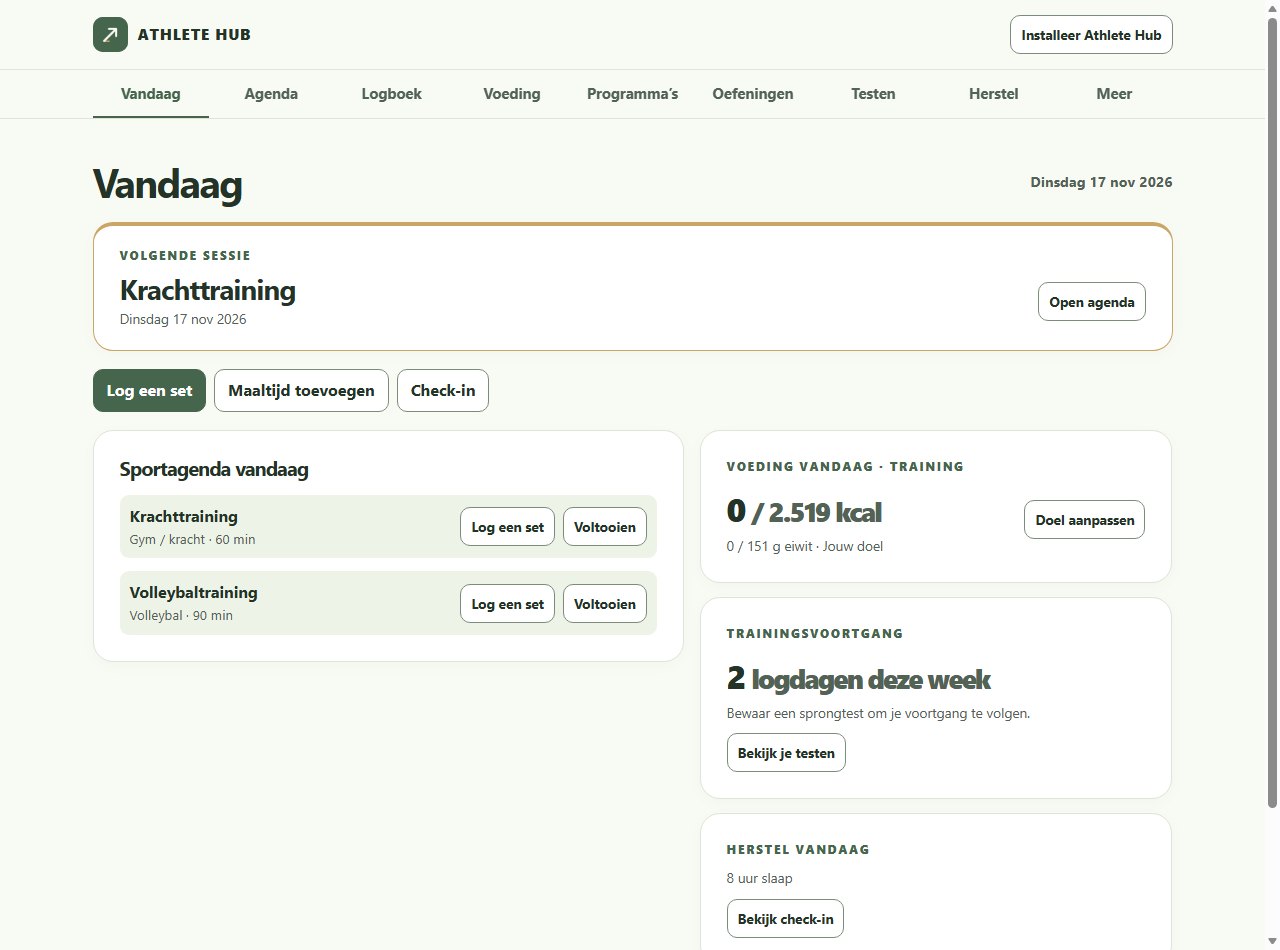 ATHLETE HUB
Installeer Athlete Hub
Vandaag
Agenda
Logboek
Voeding
Programma's
Oefeningen
Testen
Herstel
Meer
Vandaag
Dinsdag 17 nov 2026
VOLGENDE SESSIE
Krachttraining
Dinsdag 17 nov 2026
Open agenda
Log een set
Maaltijd toevoegen
Check-in
Sportagenda vandaag
Krachttraining
Gym / kracht · 60 min
Log een set
Voltooien
Volleybaltraining
Volleybal · 90 min
Log een set
Voltooien
VOEDING VANDAAG · TRAINING
0 / 2.519 kcal
0 / 151 g eiwit · Jouw doel
Doel aanpassen
TRAININGSVOORTGANG
2 logdagen deze week
Bewaar een sprongtest om je voortgang te volgen.
Bekijk je testen
HERSTEL VANDAAG
8 uur slaap
Bekijk check-in